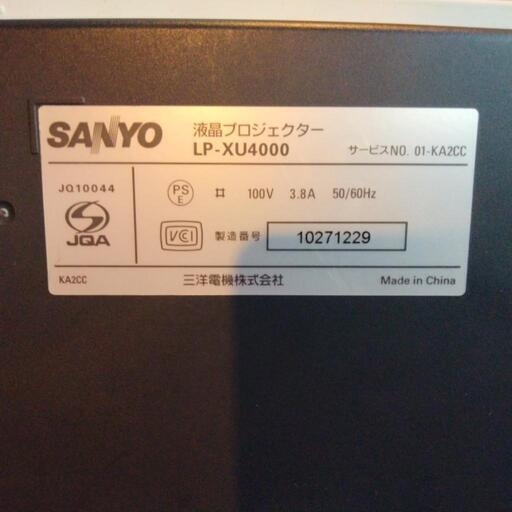 SANYO
液晶プロジェクター
LP-XU4000
サービスNO. 01-KA2CC
JQ10044
PS
E
100V 3.8A 50/60Hz
JQA
VCCI
製造番号 10271229
KA2CC
三洋電機株式会社
Made in China